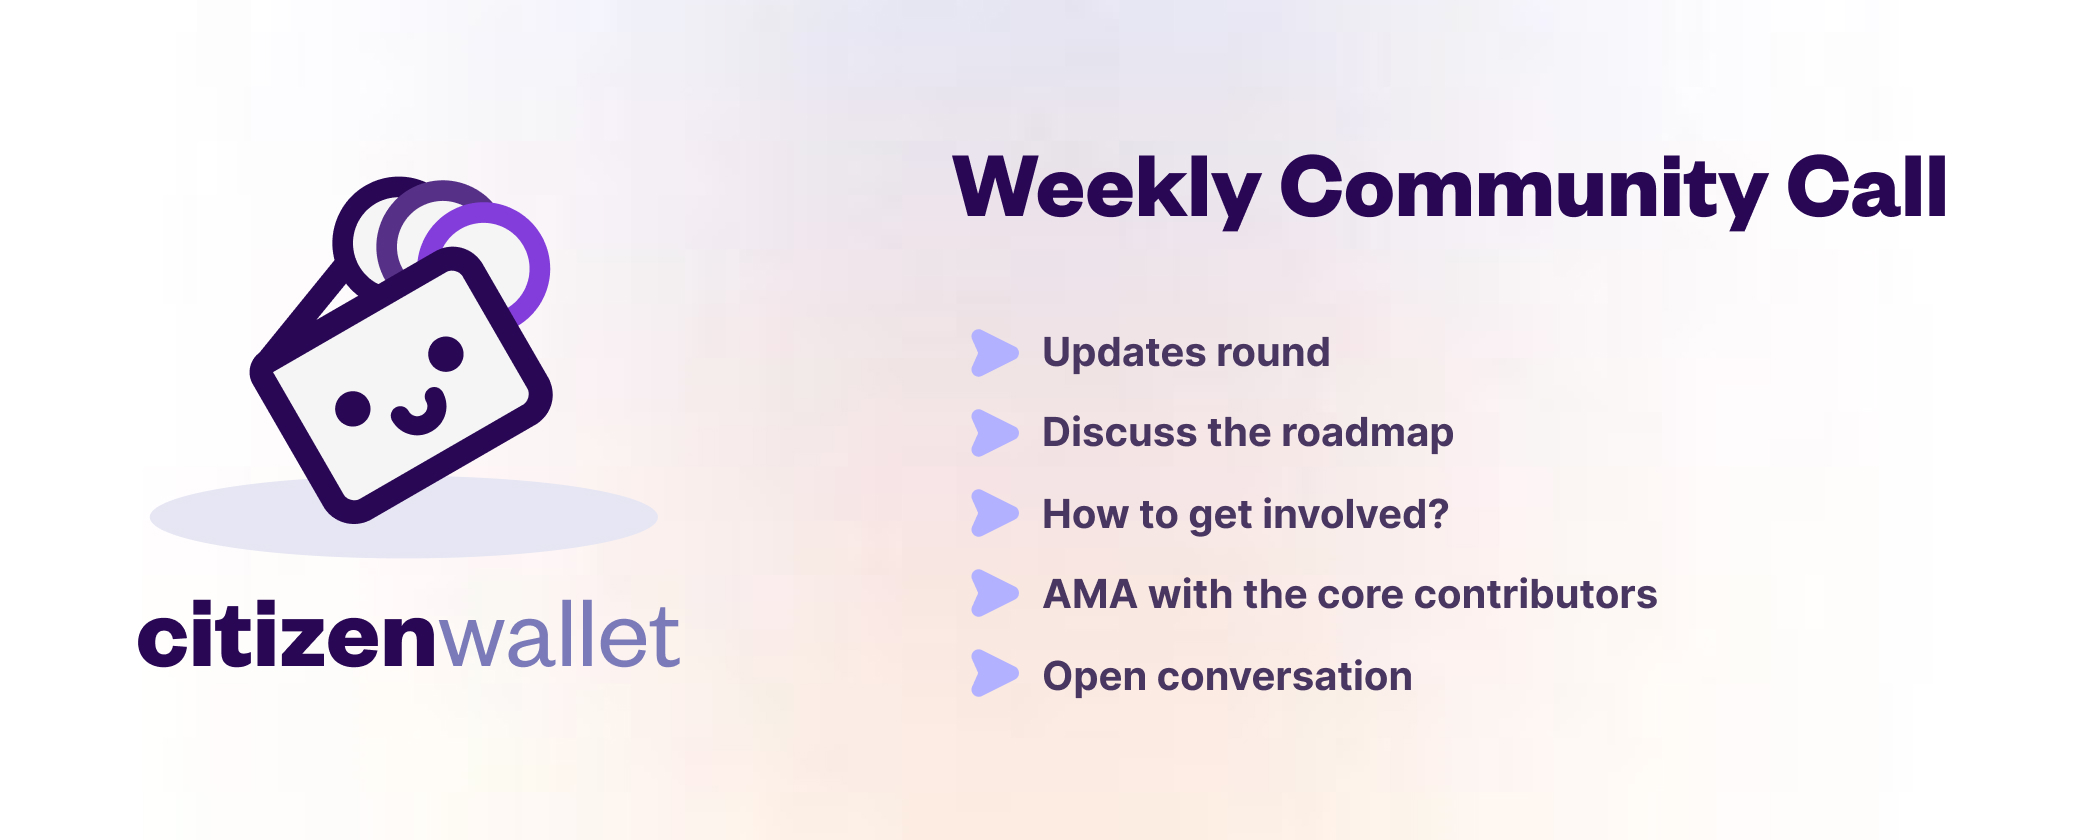 Weekly Community Call
Updates round
Discuss the roadmap
How to get involved?
AMA with the core contributors
Open conversation
citizenwallet